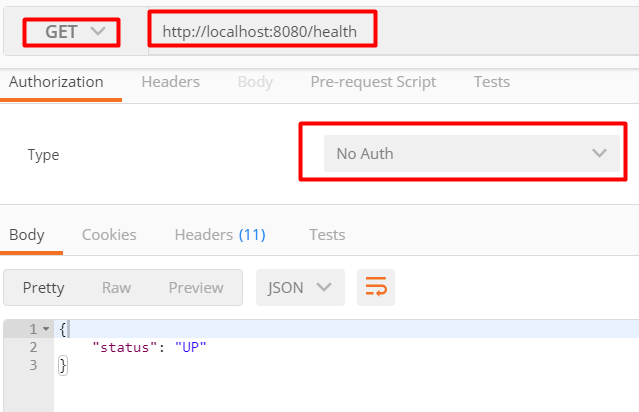 GET http://localhost:8080/health
Authorization Headers Body Pre-request Script Tests
Type No Auth
Body Cookies Headers (11) Tests
Pretty Raw Preview JSON
1 {
2 "status": "UP"
3 }